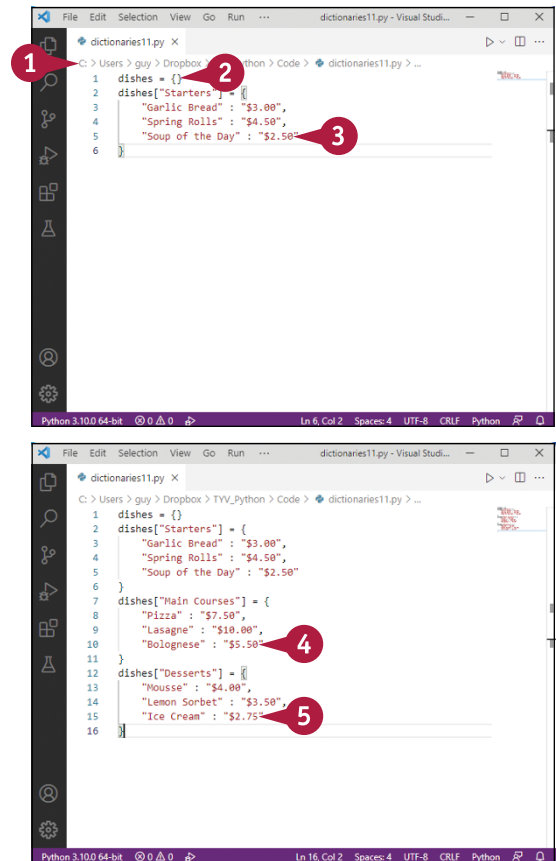 File Edit Selection View Go Run ... dictionaries11.py - Visual Studi...
dictionaries11.py
1
C: > Users > guy > Dropbox > Python > Code > dictionaries11.py > ...
1 dishes = {}
2
2 dishes["Starters"] = {
3 "Garlic Bread" : "$3.00",
4 "Spring Rolls" : "$4.50",
5 "Soup of the Day" : "$2.50"
3
6 }
Python 3.10.0 64-bit 0 0 Ln 6, Col 2 Spaces: 4 UTF-8 CRLF Python
File Edit Selection View Go Run ... dictionaries11.py - Visual Studi...
dictionaries11.py
C: > Users > guy > Dropbox > TYV_Python > Code > dictionaries11.py > ...
1 dishes = {}
2 dishes["Starters"] = {
3 "Garlic Bread" : "$3.00",
4 "Spring Rolls" : "$4.50",
5 "Soup of the Day" : "$2.50"
6 }
7 dishes["Main Courses"] = {
8 "Pizza" : "$7.50",
9 "Lasagne" : "$10.00",
10 "Bolognese" : "$5.50"
4
11 }
12 dishes["Desserts"] = {
13 "Mousse" : "$4.00",
14 "Lemon Sorbet" : "$3.50",
15 "Ice Cream" : "$2.75"
5
16 }
Python 3.10.0 64-bit 0 0 Ln 16, Col 2 Spaces: 4 UTF-8 CRLF Python